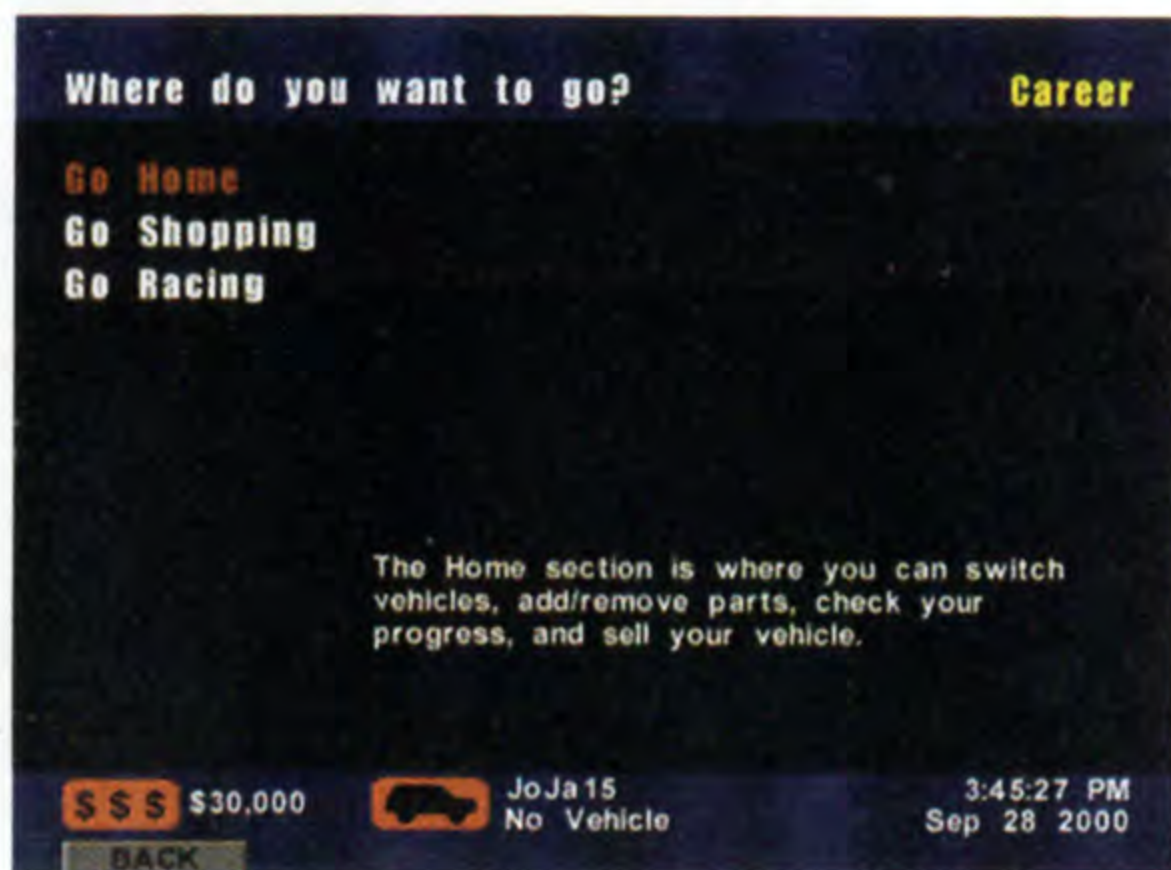 Where do you want to go?
Career
Go Home
Go Shopping
Go Racing
The Home section is where you can switch
vehicles, add/remove parts, check your
progress, and sell your vehicle.
$ $ $ $30,000
JoJa15
No Vehicle
3:45:27 PM
Sep 28 2000
BACK